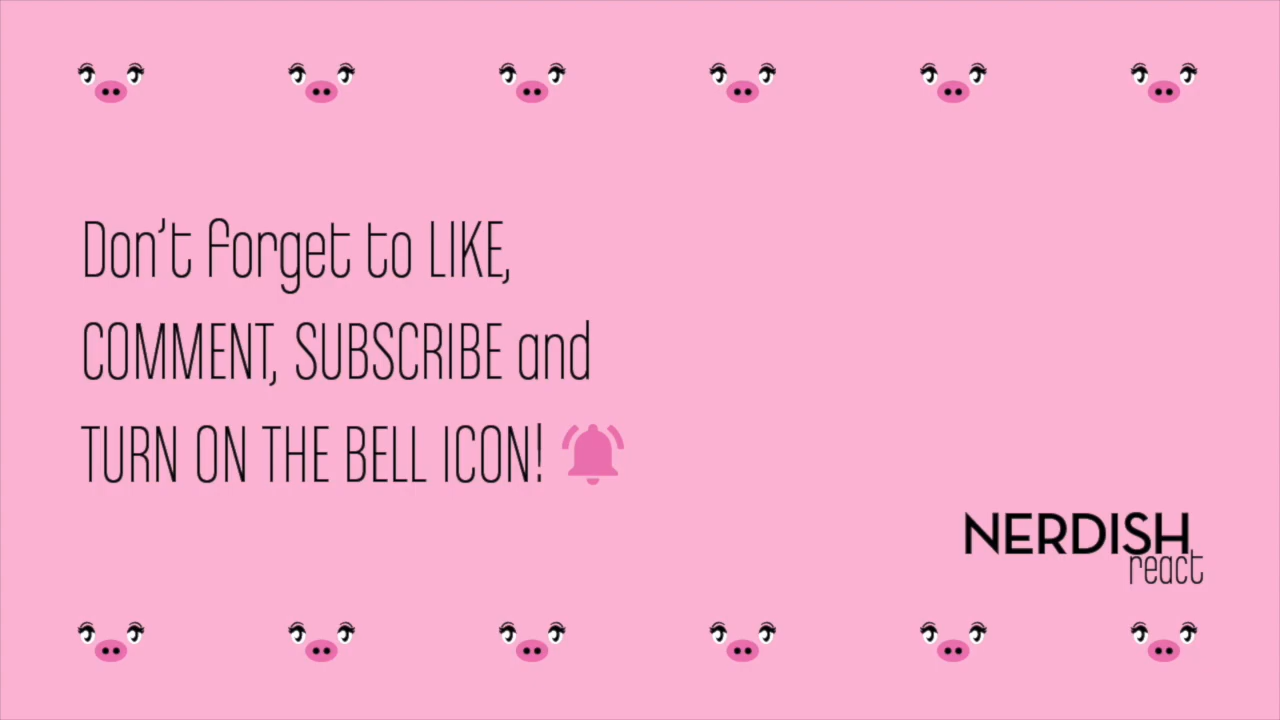 Don't forget to LIKE,
COMMENT, SUBSCRIBE and
TURN ON THE BELL ICON!
NERDISH
react